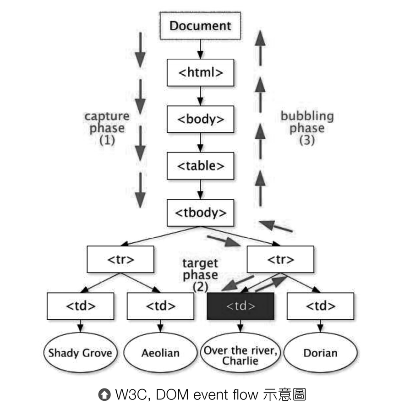 Document
<html>
capture
phase
(1)
<body>
bubbling
phase
(3)
<table>
<tbody>
<tr>
target
phase
(2)
<tr>
<td>
<td>
<td>
<td>
Shady Grove
Aeolian
Over the river,
Charlie
Dorian
W3C, DOM event flow 示意圖